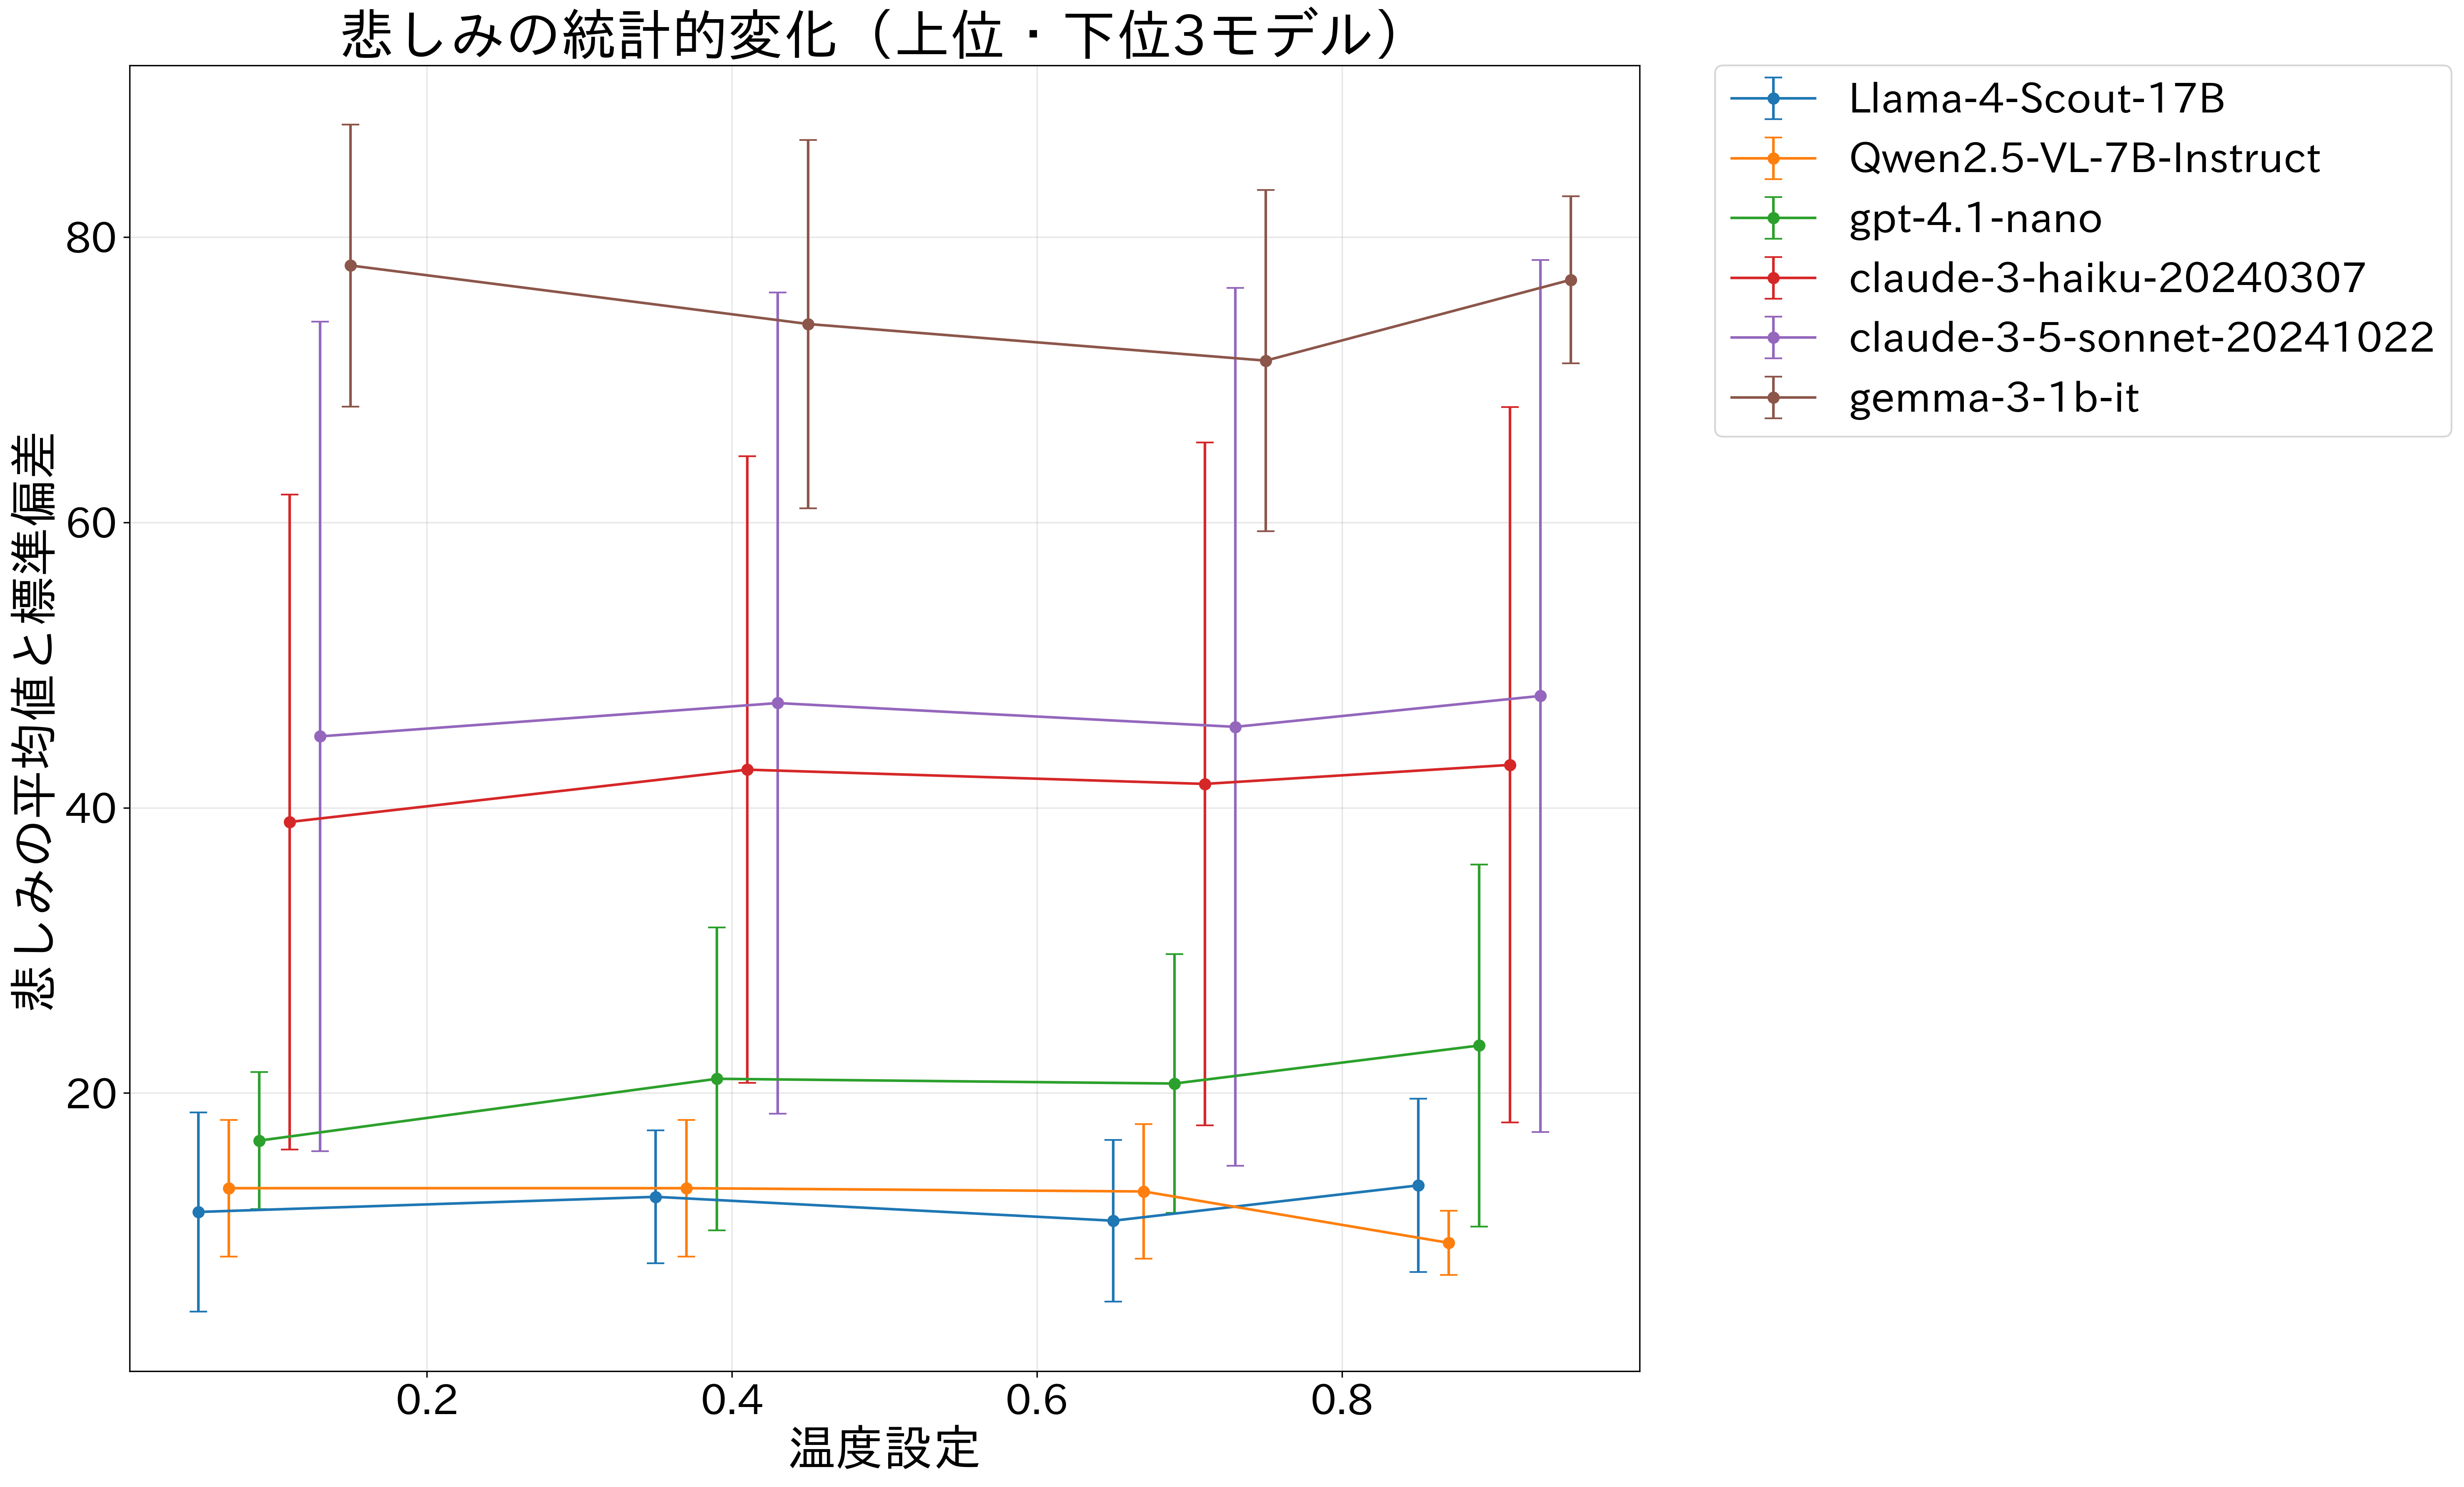 悲しみの統計的変化（上位・下位3モデル）
悲しみの平均値と標準偏差
80
60
40
20
0.2
0.4
0.6
0.8
温度設定
Llama-4-Scout-17B
Qwen2.5-VL-7B-Instruct
gpt-4.1-nano
claude-3-haiku-20240307
claude-3-5-sonnet-20241022
gemma-3-1b-it